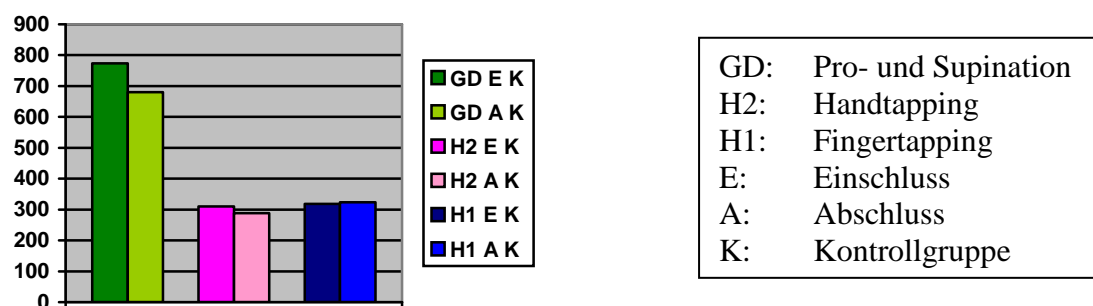 900
800
700
600
500
400
300
200
100
0
GD E K
GD A K
H2 E K
H2 A K
H1 E K
H1 A K
GD: Pro- und Supination
H2: Handtapping
H1: Fingertapping
E: Einschluss
A: Abschluss
K: Kontrollgruppe